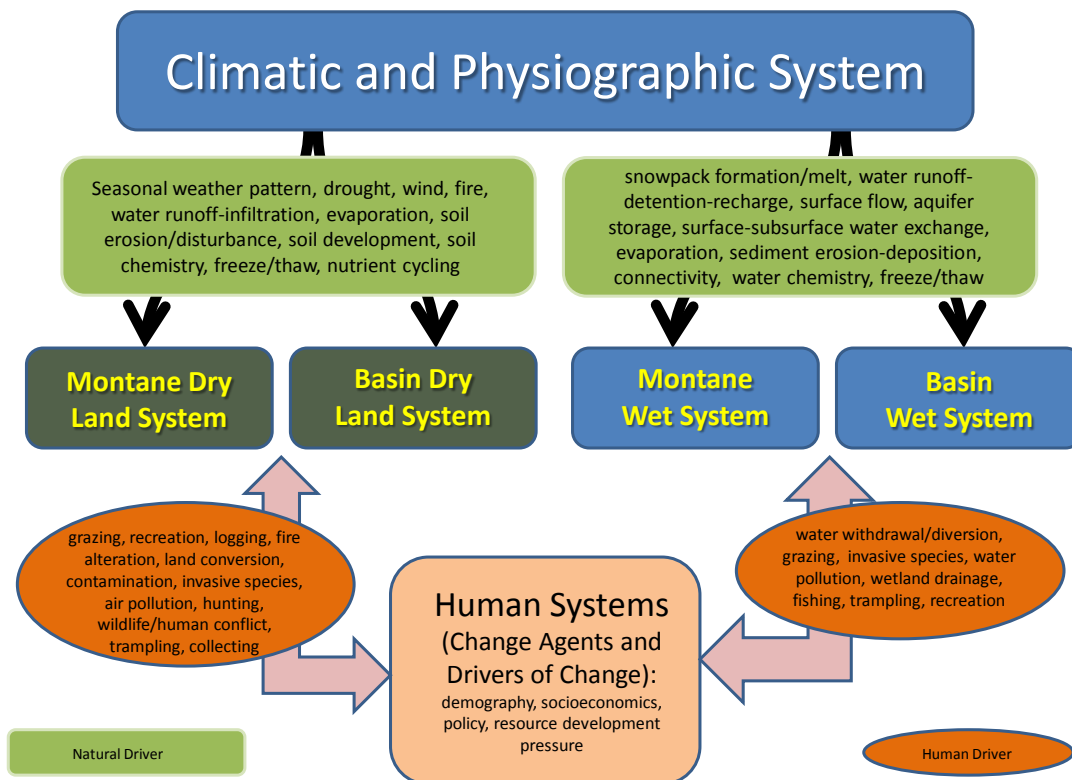 Climatic and Physiographic System
Seasonal weather pattern, drought, wind, fire,
water runoff-infiltration, evaporation, soil
erosion/disturbance, soil development, soil
chemistry, freeze/thaw, nutrient cycling
snowpack formation/melt, water runoff-
detention-recharge, surface flow, aquifer
storage, surface-subsurface water exchange,
evaporation, sediment erosion-deposition,
connectivity, water chemistry, freeze/thaw
Montane Dry
Land System
Basin Dry
Land System
Montane
Wet System
Basin
Wet System
grazing, recreation, logging, fire
alteration, land conversion,
contamination, invasive species,
air pollution, hunting,
wildlife/human conflict,
trampling, collecting
water withdrawal/diversion,
grazing, invasive species, water
pollution, wetland drainage,
fishing, trampling, recreation
Human Systems
(Change Agents and
Drivers of Change):
demography, socioeconomics,
policy, resource development
pressure
Natural Driver
Human Driver